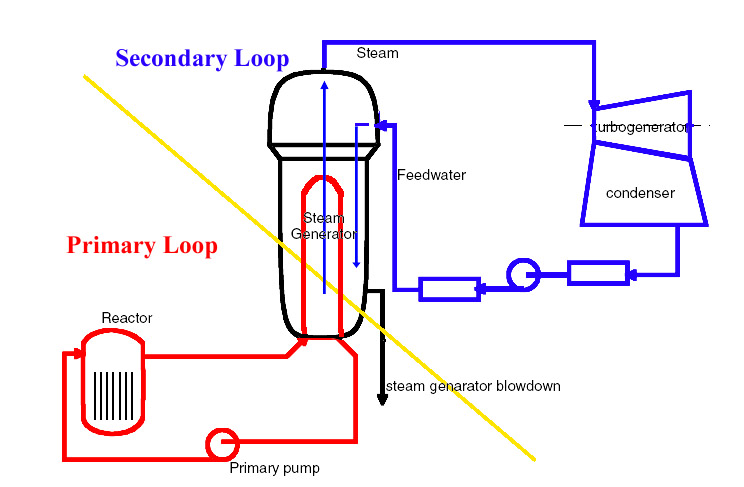 Secondary Loop
Steam
turbogenerator
Feedwater
condenser
Steam
Generator
Primary Loop
Reactor
steam genarator blowdown
Primary pump